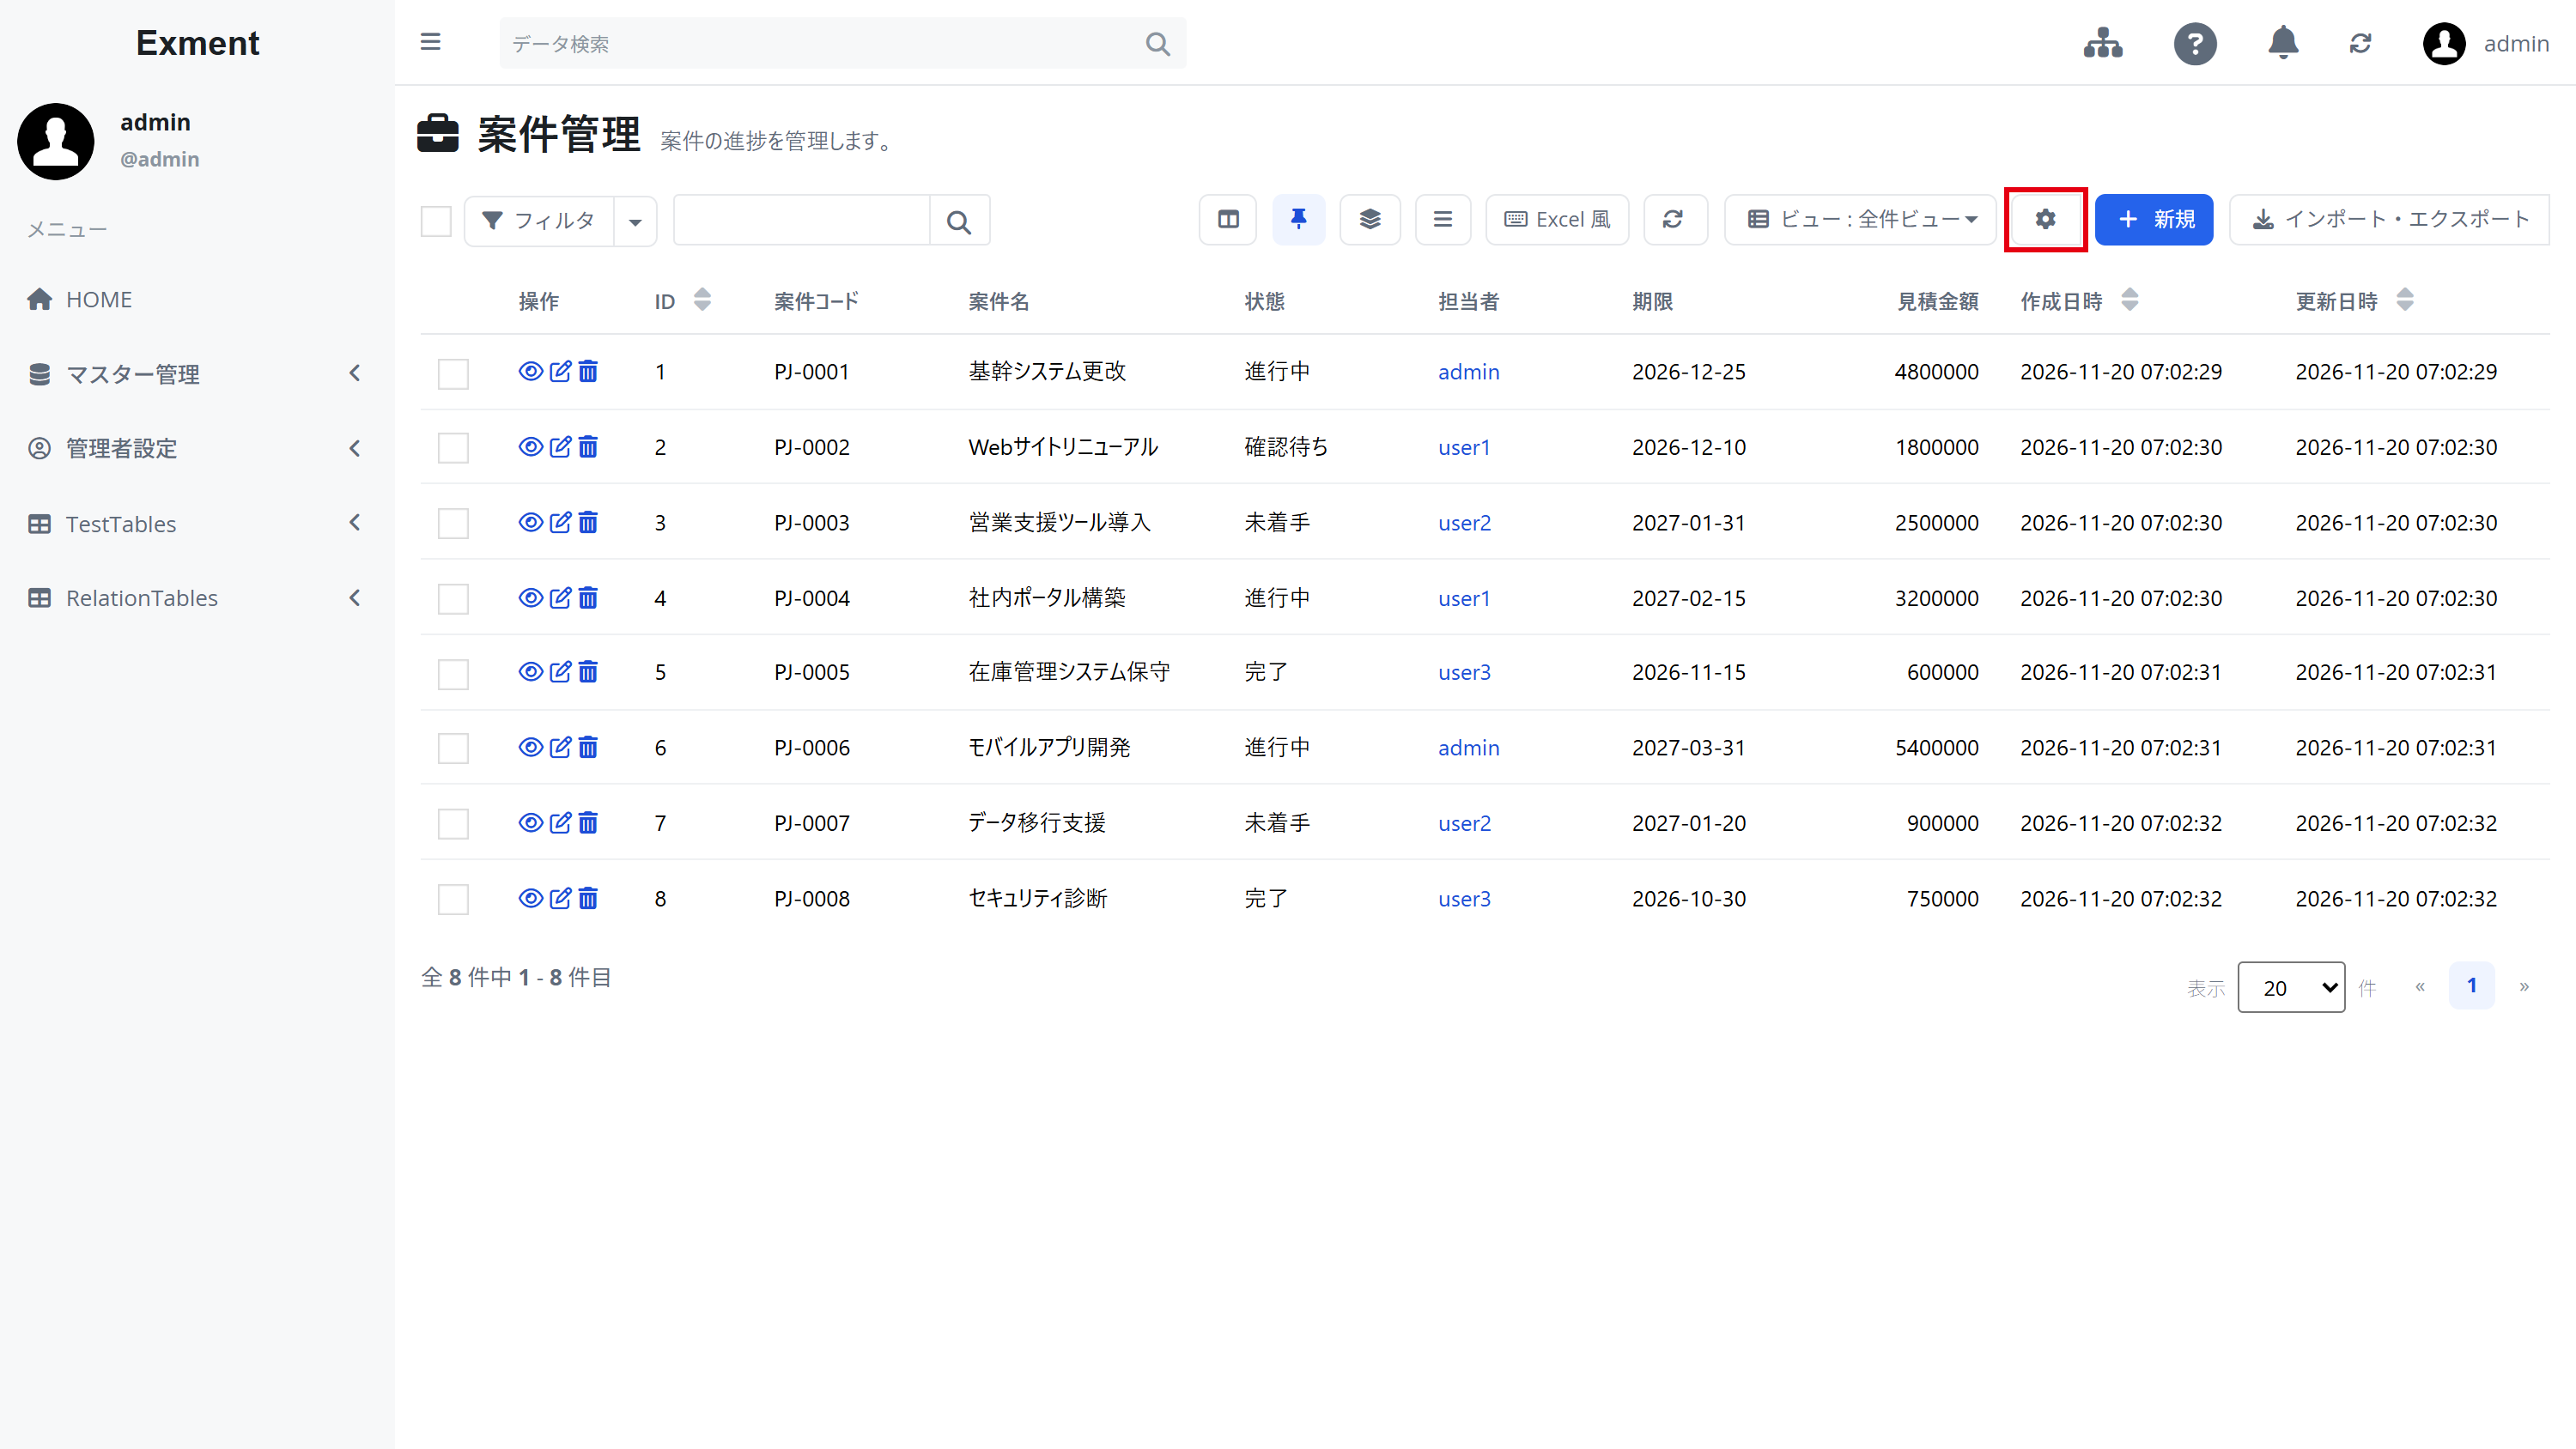 Exment
データ検索
admin
admin
@admin
メニュー
HOME
マスター管理
管理者設定
TestTables
RelationTables
案件管理 案件の進捗を管理します。
フィルタ Excel 風 ビュー : 全件ビュー 新規 インポート・エクスポート
操作 ID 案件コード 案件名 状態 担当者 期限 見積金額 作成日時 更新日時
1 PJ-0001 基幹システム更改 進行中 admin 2026-12-25 4800000 2026-11-20 07:02:29 2026-11-20 07:02:29
2 PJ-0002 Webサイトリニューアル 確認待ち user1 2026-12-10 1800000 2026-11-20 07:02:30 2026-11-20 07:02:30
3 PJ-0003 営業支援ツール導入 未着手 user2 2027-01-31 2500000 2026-11-20 07:02:30 2026-11-20 07:02:30
4 PJ-0004 社内ポータル構築 進行中 user1 2027-02-15 3200000 2026-11-20 07:02:30 2026-11-20 07:02:30
5 PJ-0005 在庫管理システム保守 完了 user3 2026-11-15 600000 2026-11-20 07:02:31 2026-11-20 07:02:31
6 PJ-0006 モバイルアプリ開発 進行中 admin 2027-03-31 5400000 2026-11-20 07:02:31 2026-11-20 07:02:31
7 PJ-0007 データ移行支援 未着手 user2 2027-01-20 900000 2026-11-20 07:02:32 2026-11-20 07:02:32
8 PJ-0008 セキュリティ診断 完了 user3 2026-10-30 750000 2026-11-20 07:02:32 2026-11-20 07:02:32
全 8 件中 1 - 8 件目
表示 20 件 « 1 »